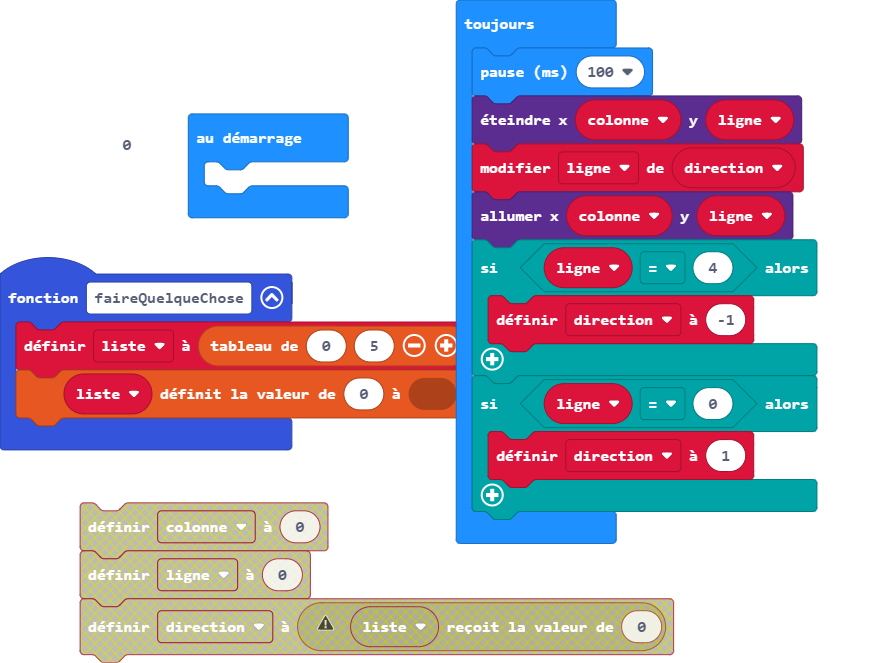 0
au démarrage
fonction faireQuelqueChose
définir liste à tableau de 0 5
liste définit la valeur de 0 à
définir colonne à 0
définir ligne à 0
définir direction à liste reçoit la valeur de 0
toujours
pause (ms) 100
éteindre x colonne y ligne
modifier ligne de direction
allumer x colonne y ligne
si ligne = 4 alors
définir direction à -1
si ligne = 0 alors
définir direction à 1